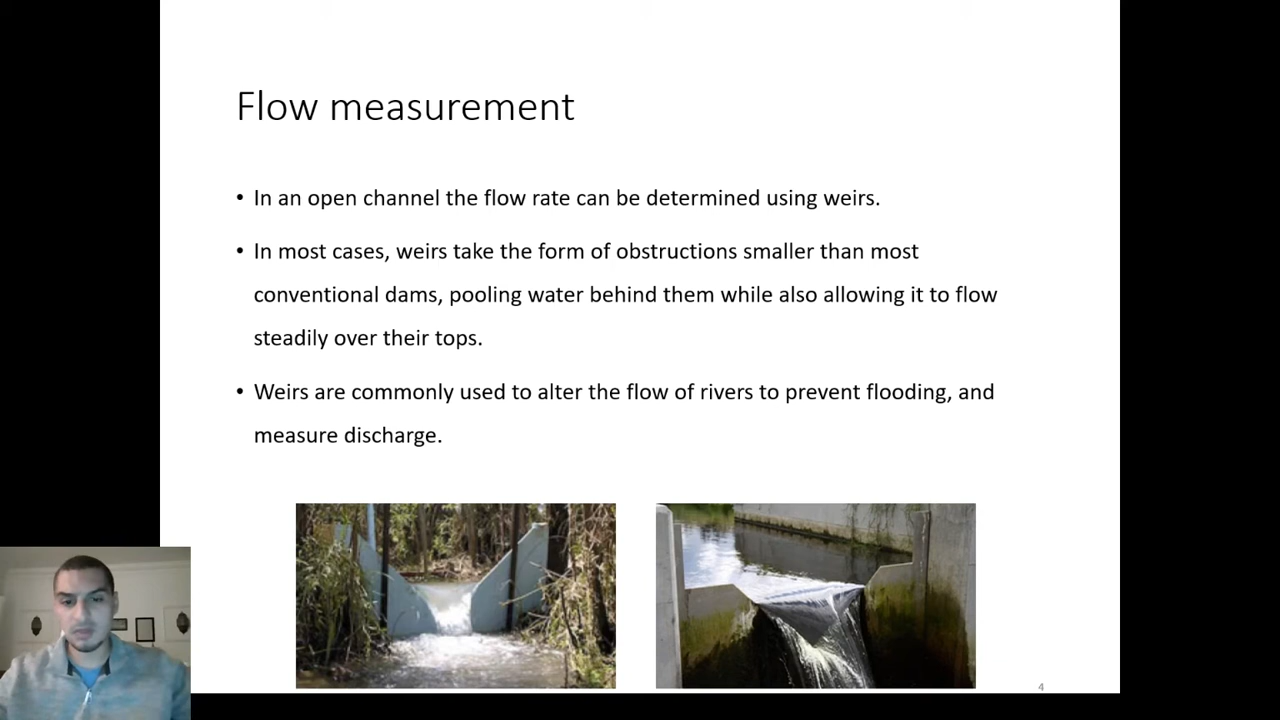 Flow measurement
• In an open channel the flow rate can be determined using weirs.
• In most cases, weirs take the form of obstructions smaller than most
conventional dams, pooling water behind them while also allowing it to flow
steadily over their tops.
• Weirs are commonly used to alter the flow of rivers to prevent flooding, and
measure discharge.
4